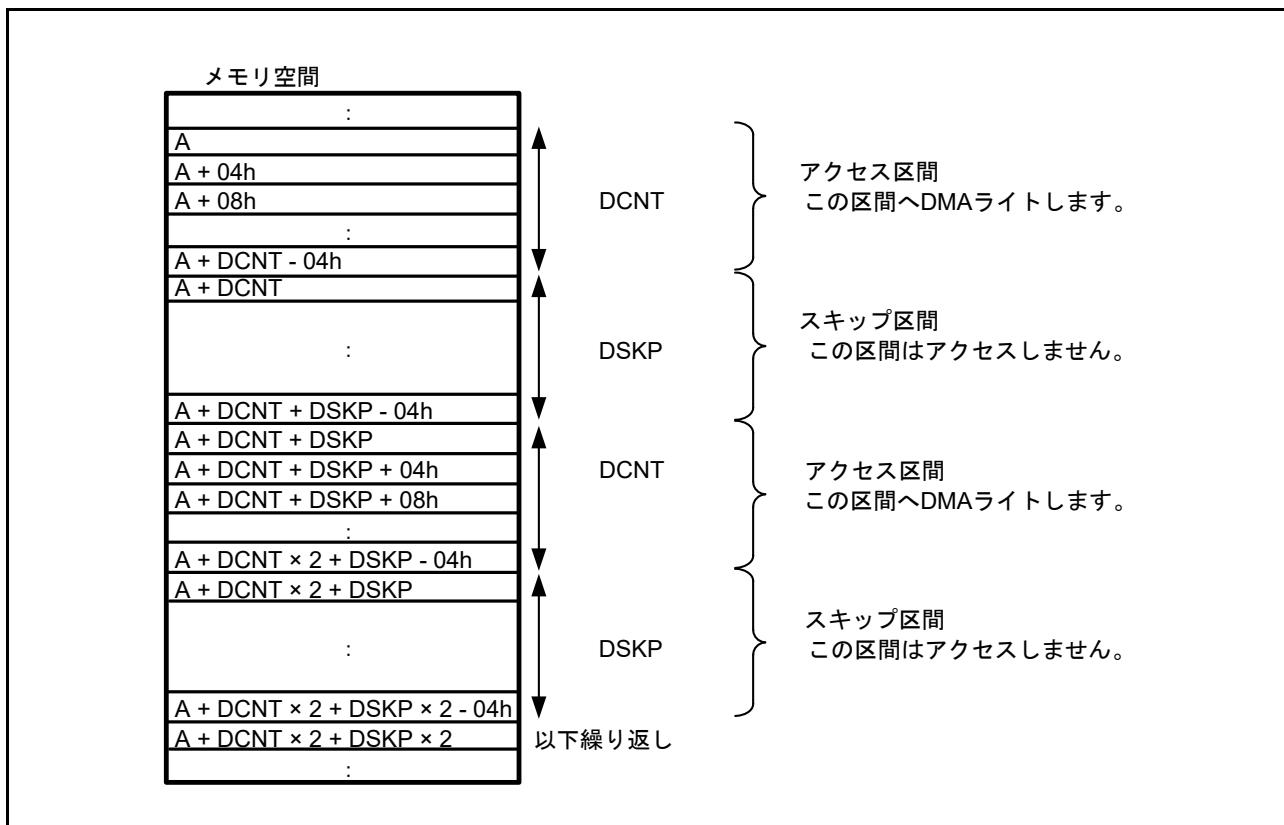 メモリ空間
:
A
A + 04h
A + 08h
:
A + DCNT - 04h
DCNT
アクセス区間
この区間へDMAライトします。
A + DCNT
:
A + DCNT + DSKP - 04h
DSKP
スキップ区間
この区間はアクセスしません。
A + DCNT + DSKP
A + DCNT + DSKP + 04h
A + DCNT + DSKP + 08h
:
A + DCNT × 2 + DSKP - 04h
DCNT
アクセス区間
この区間へDMAライトします。
A + DCNT × 2 + DSKP
:
A + DCNT × 2 + DSKP × 2 - 04h
DSKP
スキップ区間
この区間はアクセスしません。
A + DCNT × 2 + DSKP × 2
以下繰り返し
: